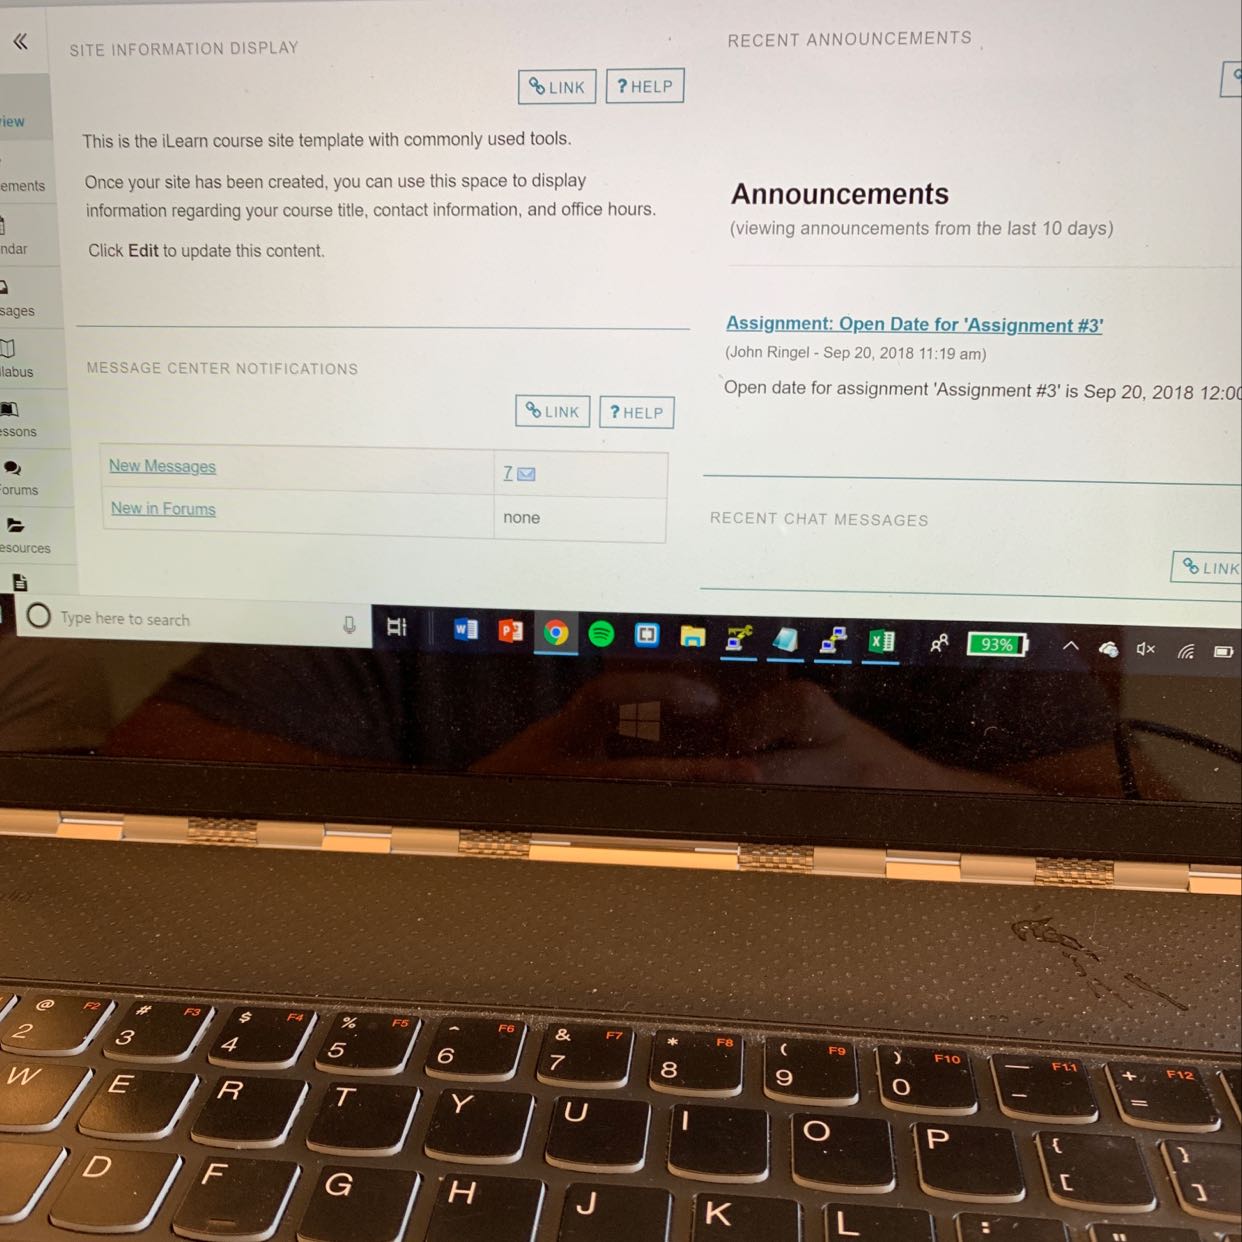 SITE INFORMATION DISPLAY
LINK
? HELP
This is the iLearn course site template with commonly used tools.
Once your site has been created, you can use this space to display
information regarding your course title, contact information, and office hours.
Click Edit to update this content.
MESSAGE CENTER NOTIFICATIONS
LINK
? HELP
New Messages 7
New in Forums none
RECENT ANNOUNCEMENTS
Announcements
(viewing announcements from the last 10 days)
Assignment: Open Date for 'Assignment #3'
(John Ringel - Sep 20, 2018 11:19 am)
Open date for assignment 'Assignment #3' is Sep 20, 2018 12:00
RECENT CHAT MESSAGES
LINK
iew
ements
ndar
sages
labus
essons
orums
esources
Type here to search
93%
@ 2 F2 # 3 F3 $ 4 F4 % 5 F5 ^ 6 F6 & 7 F7 * 8 F8 ( 9 F9 ) 0 F10 — - F11 + = F12
W E R T Y U I O P { [ } ]
D F G H J K L : "